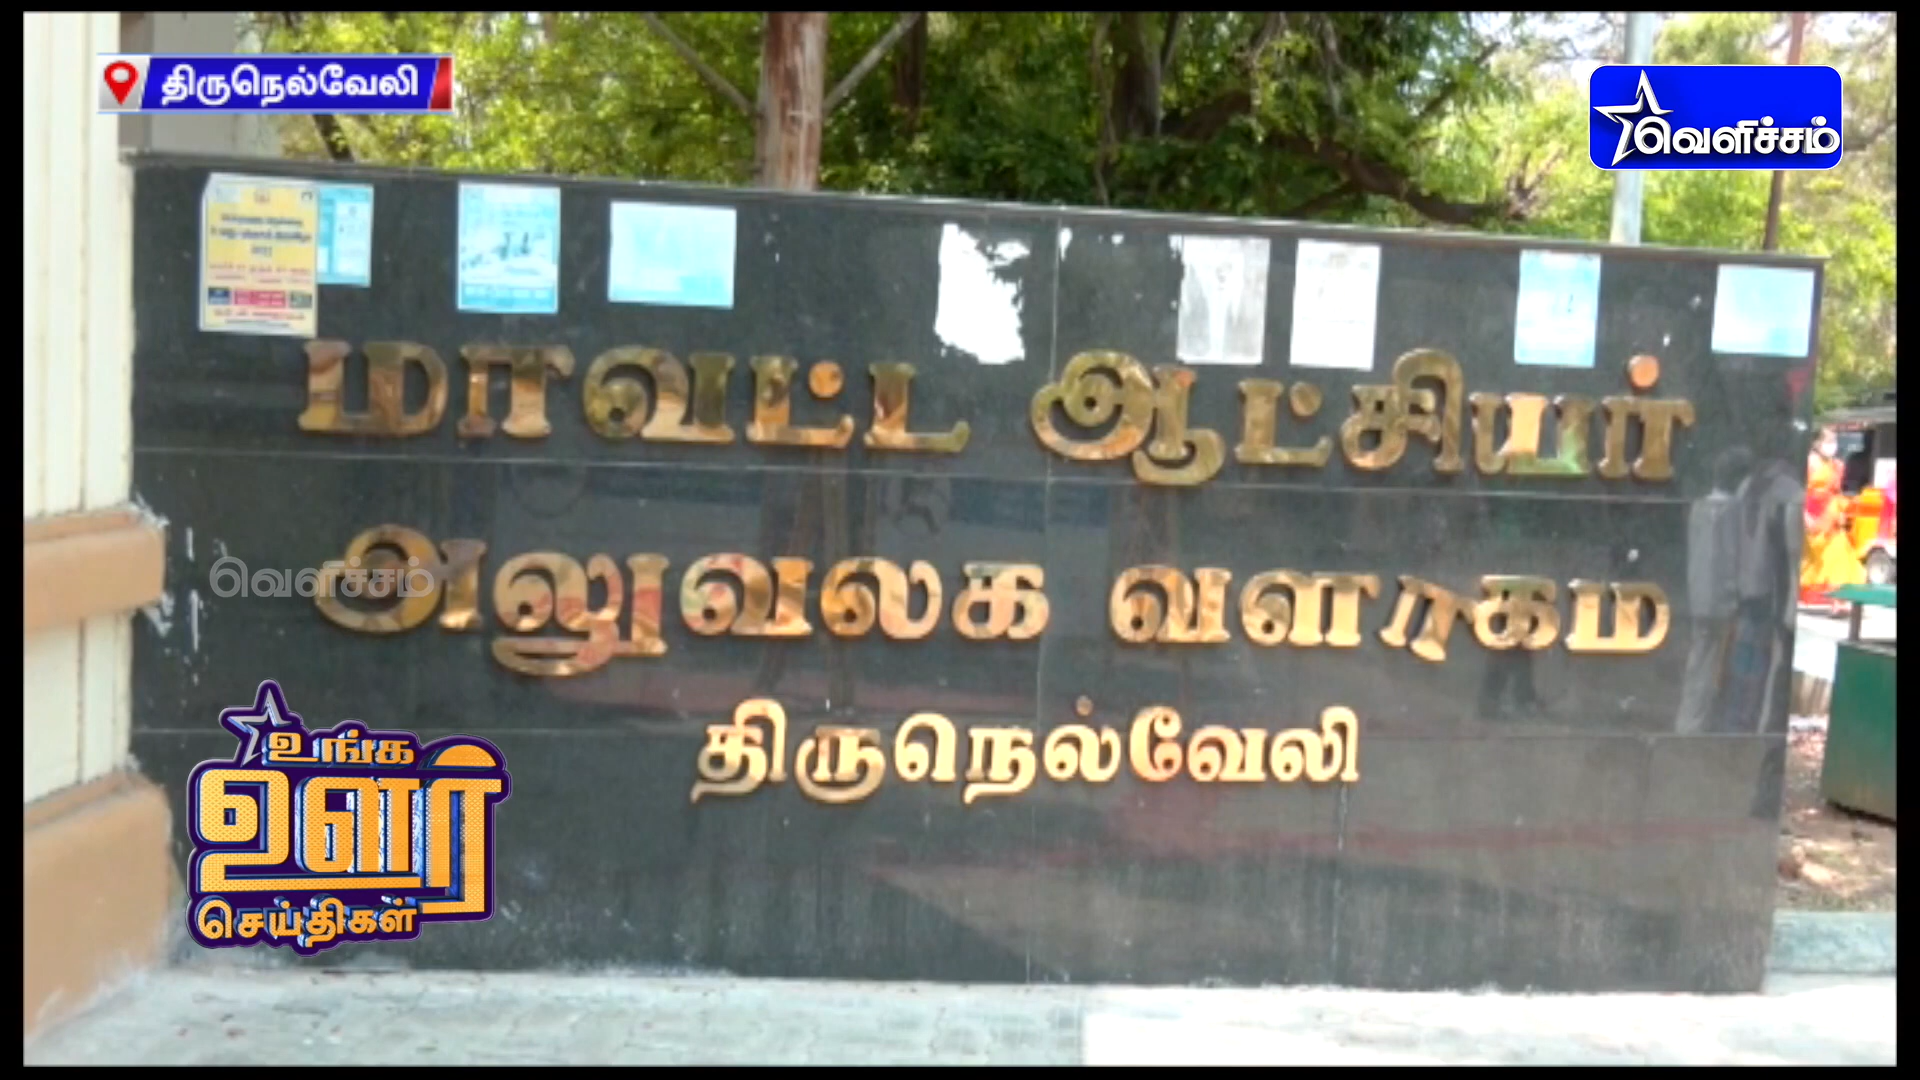 திருநெல்வேலி
வெளிச்சம்
மாவட்ட ஆட்சியர்
அலுவலக வளாகம
வெளிச்சம்
திருநெல்வேலி
உங்க
ஊர்
செய்திகள்